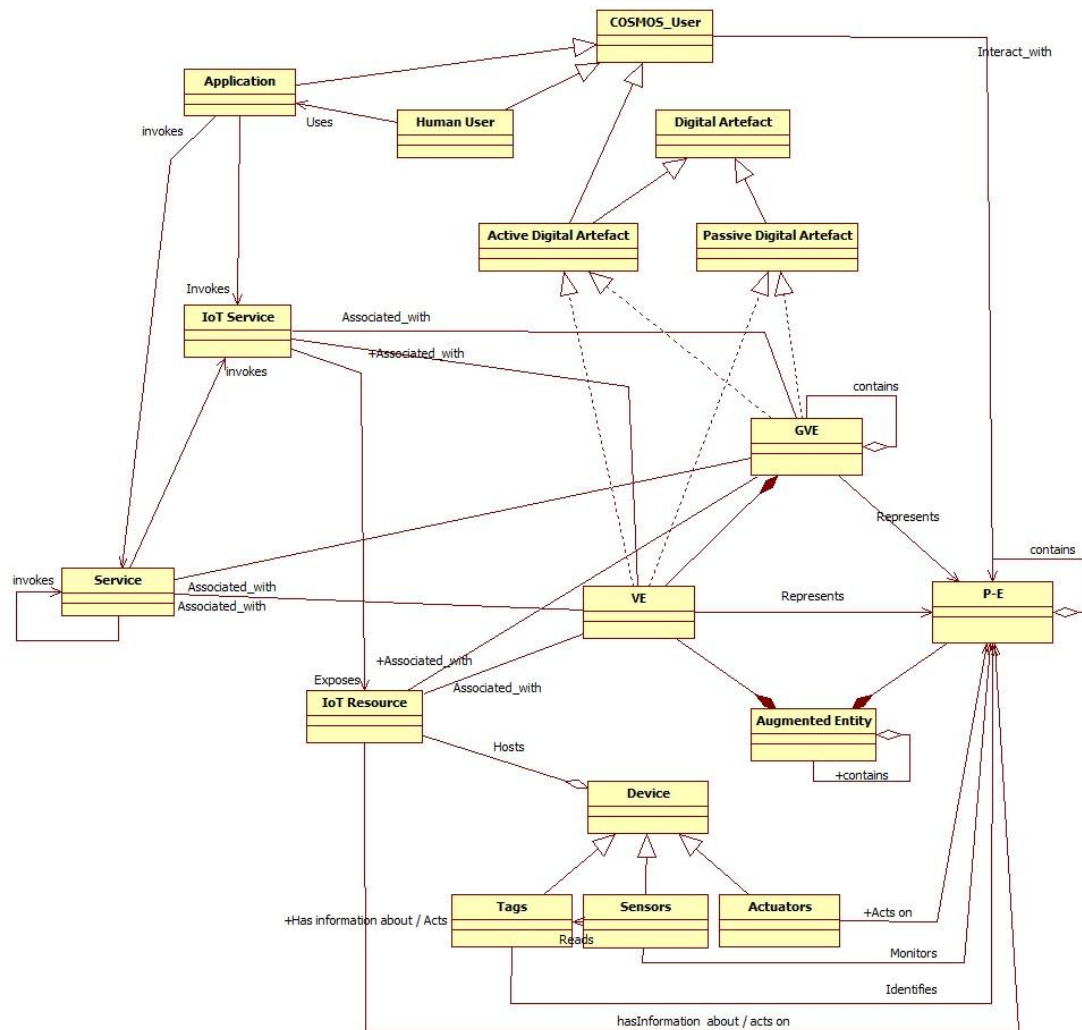 COSMOS_User
Interact_with
Application
invokes
Uses
Human User
Digital Artefact
Active Digital Artefact
Passive Digital Artefact
Invokes
IoT Service
Associated_with
+Associated_with
invokes
contains
GVE
Represents
contains
invokes
Service
Associated_with
Associated_with
VE
Represents
P-E
+Associated_with
Exposes
Associated_with
IoT Resource
Augmented Entity
Hosts
+contains
Device
Tags
Sensors
Actuators
+Has information about / Acts
+Acts on
Reads
Monitors
Identifies
hasInformation_about / acts on